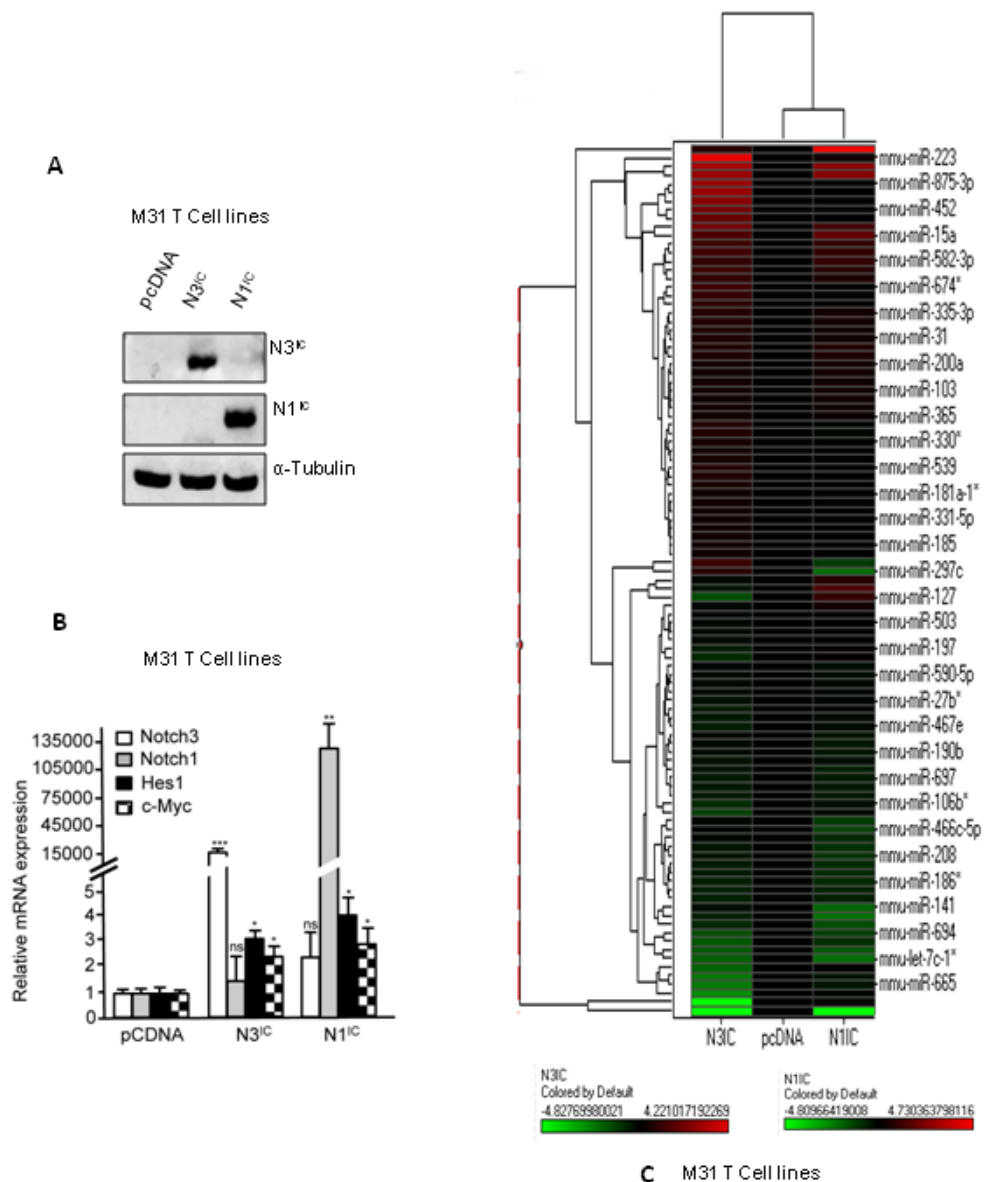 A
M31 T Cell lines
pcDNA
N3IC
N1IC
N3IC
N1IC
α-Tubulin
B
M31 T Cell lines
Relative mRNA expression
135000
105000
75000
45000
15000
5
4
3
2
1
0
Notch3
Notch1
Hes1
c-Myc
***
ns
*
*
ns
**
*
*
pCDNA
N3IC
N1IC
mmu-miR-223
mmu-miR-875-3p
mmu-miR-452
mmu-miR-15a
mmu-miR-582-3p
mmu-miR-674*
mmu-miR-335-3p
mmu-miR-31
mmu-miR-200a
mmu-miR-103
mmu-miR-365
mmu-miR-330*
mmu-miR-539
mmu-miR-181a-1*
mmu-miR-331-5p
mmu-miR-185
mmu-miR-297c
mmu-miR-127
mmu-miR-503
mmu-miR-197
mmu-miR-590-5p
mmu-miR-27b*
mmu-miR-467e
mmu-miR-190b
mmu-miR-697
mmu-miR-106b*
mmu-miR-466c-5p
mmu-miR-208
mmu-miR-186*
mmu-miR-141
mmu-miR-694
mmu-let-7c-1*
mmu-miR-665
N3IC
pcDNA
N1IC
N3IC
Colored by Default
-4.82769980021 4.221017192269
N1IC
Colored by Default
-4.80966419008 4.730363798116
C M31 T Cell lines